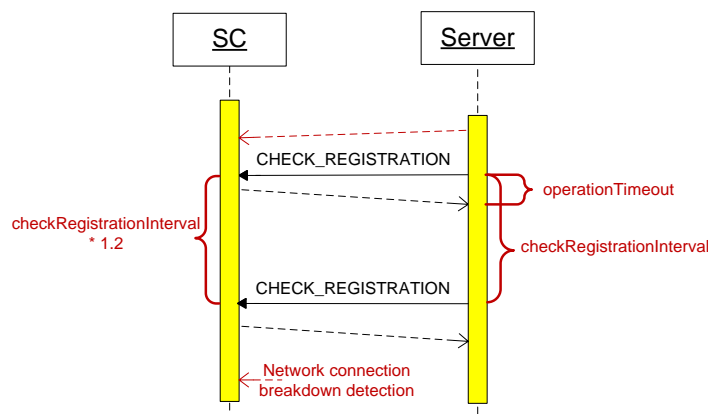 SC
Server
CHECK_REGISTRATION
operationTimeout
checkRegistrationInterval
* 1.2
checkRegistrationInterval
CHECK_REGISTRATION
Network connection
breakdown detection